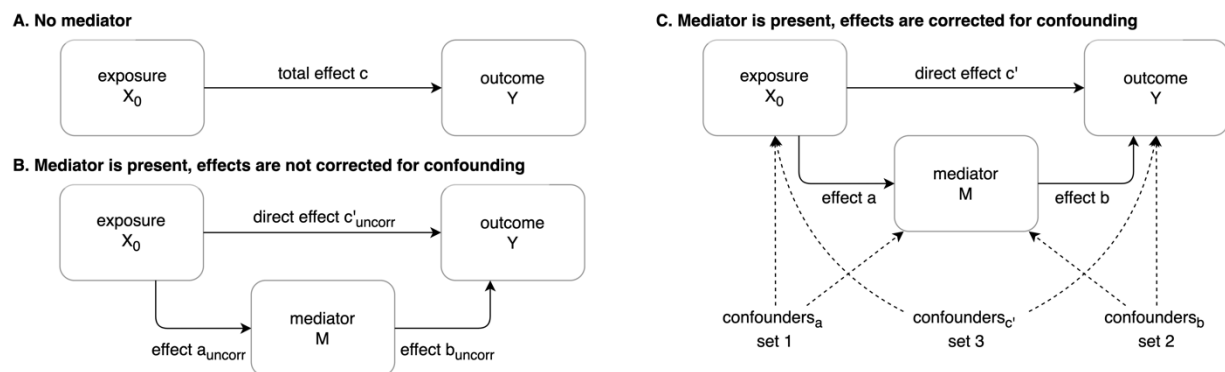 A. No mediator
exposure
X₀
total effect c
outcome
Y
B. Mediator is present, effects are not corrected for confounding
exposure
X₀
direct effect c'uncorr
outcome
Y
mediator
M
effect auncorr
effect buncorr
C. Mediator is present, effects are corrected for confounding
exposure
X₀
direct effect c'
outcome
Y
mediator
M
effect a
effect b
confoundersa
set 1
confoundersc'
set 3
confoundersb
set 2